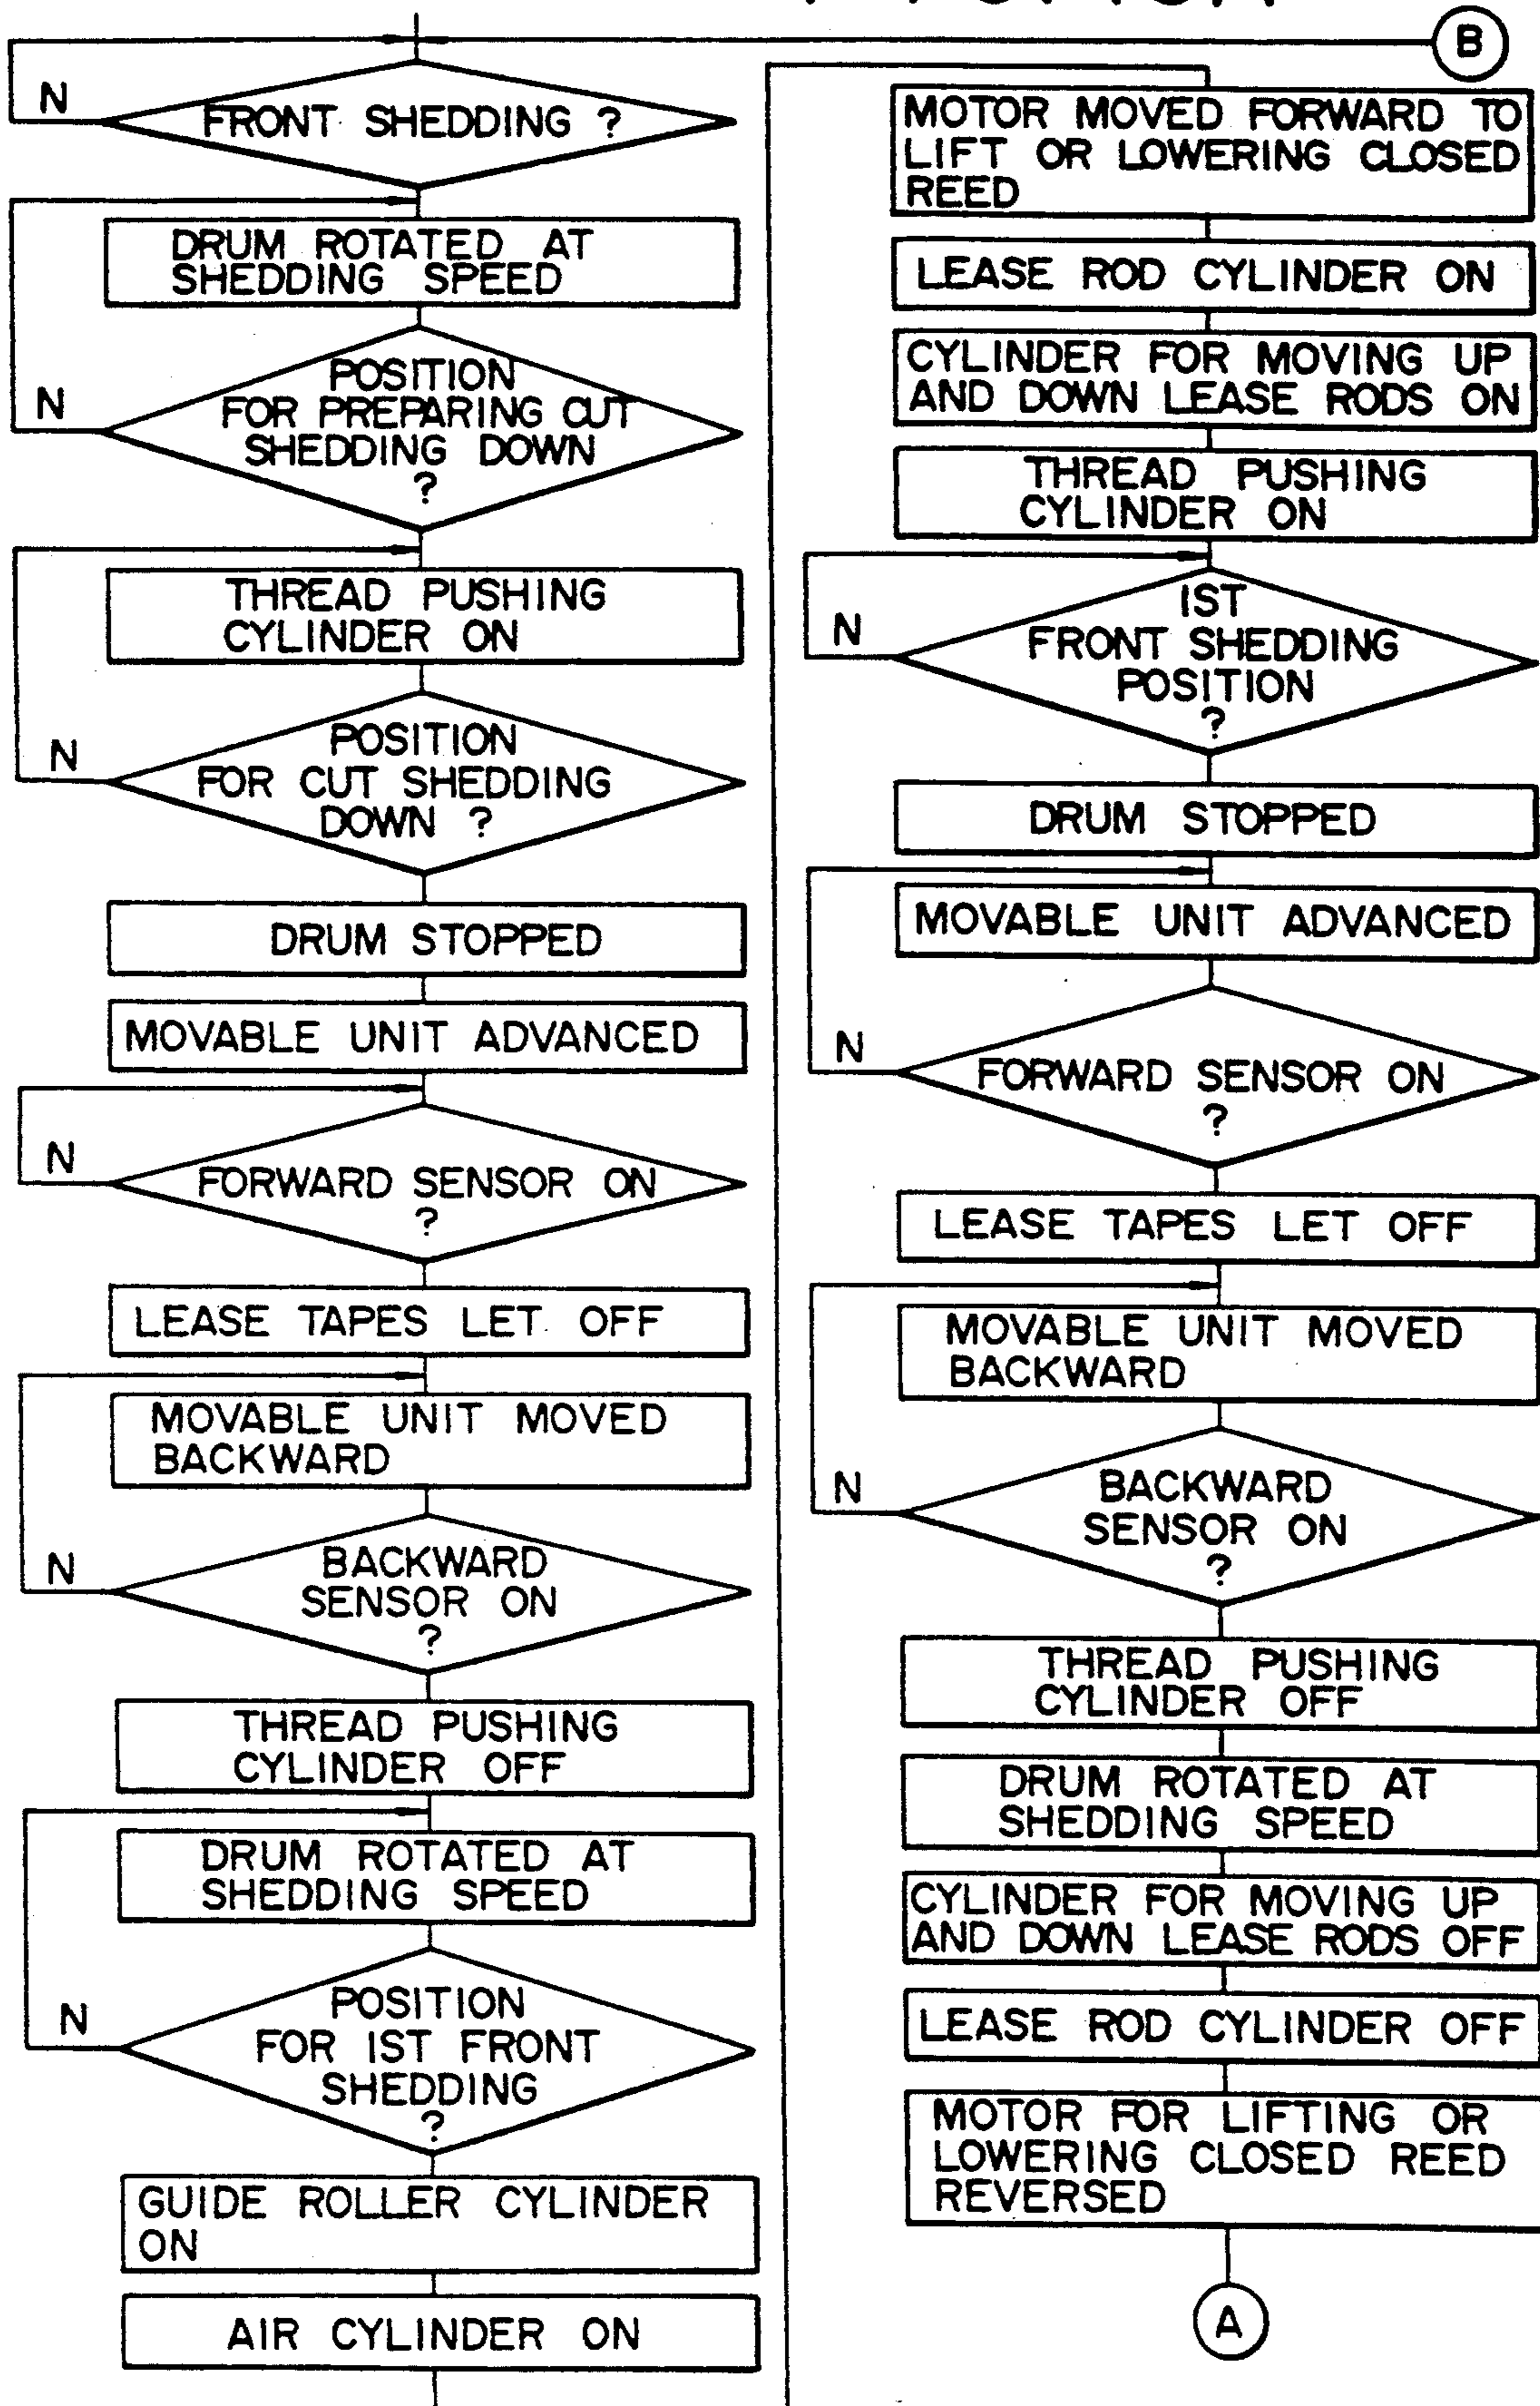 B
N
FRONT SHEDDING ?
DRUM ROTATED AT
SHEDDING SPEED
N
POSITION
FOR PREPARING CUT
SHEDDING DOWN
?
THREAD PUSHING
CYLINDER ON
N
POSITION
FOR CUT SHEDDING
DOWN ?
DRUM STOPPED
MOVABLE UNIT ADVANCED
N
FORWARD SENSOR ON
?
LEASE TAPES LET OFF
MOVABLE UNIT MOVED
BACKWARD
N
BACKWARD
SENSOR ON
?
THREAD PUSHING
CYLINDER OFF
DRUM ROTATED AT
SHEDDING SPEED
N
POSITION
FOR IST FRONT
SHEDDING
?
GUIDE ROLLER CYLINDER
ON
AIR CYLINDER ON
MOTOR MOVED FORWARD TO
LIFT OR LOWERING CLOSED
REED
LEASE ROD CYLINDER ON
CYLINDER FOR MOVING UP
AND DOWN LEASE RODS ON
THREAD PUSHING
CYLINDER ON
N
IST
FRONT SHEDDING
POSITION
?
DRUM STOPPED
MOVABLE UNIT ADVANCED
N
FORWARD SENSOR ON
?
LEASE TAPES LET OFF
MOVABLE UNIT MOVED
BACKWARD
N
BACKWARD
SENSOR ON
?
THREAD PUSHING
CYLINDER OFF
DRUM ROTATED AT
SHEDDING SPEED
CYLINDER FOR MOVING UP
AND DOWN LEASE RODS OFF
LEASE ROD CYLINDER OFF
MOTOR FOR LIFTING OR
LOWERING CLOSED REED
REVERSED
A